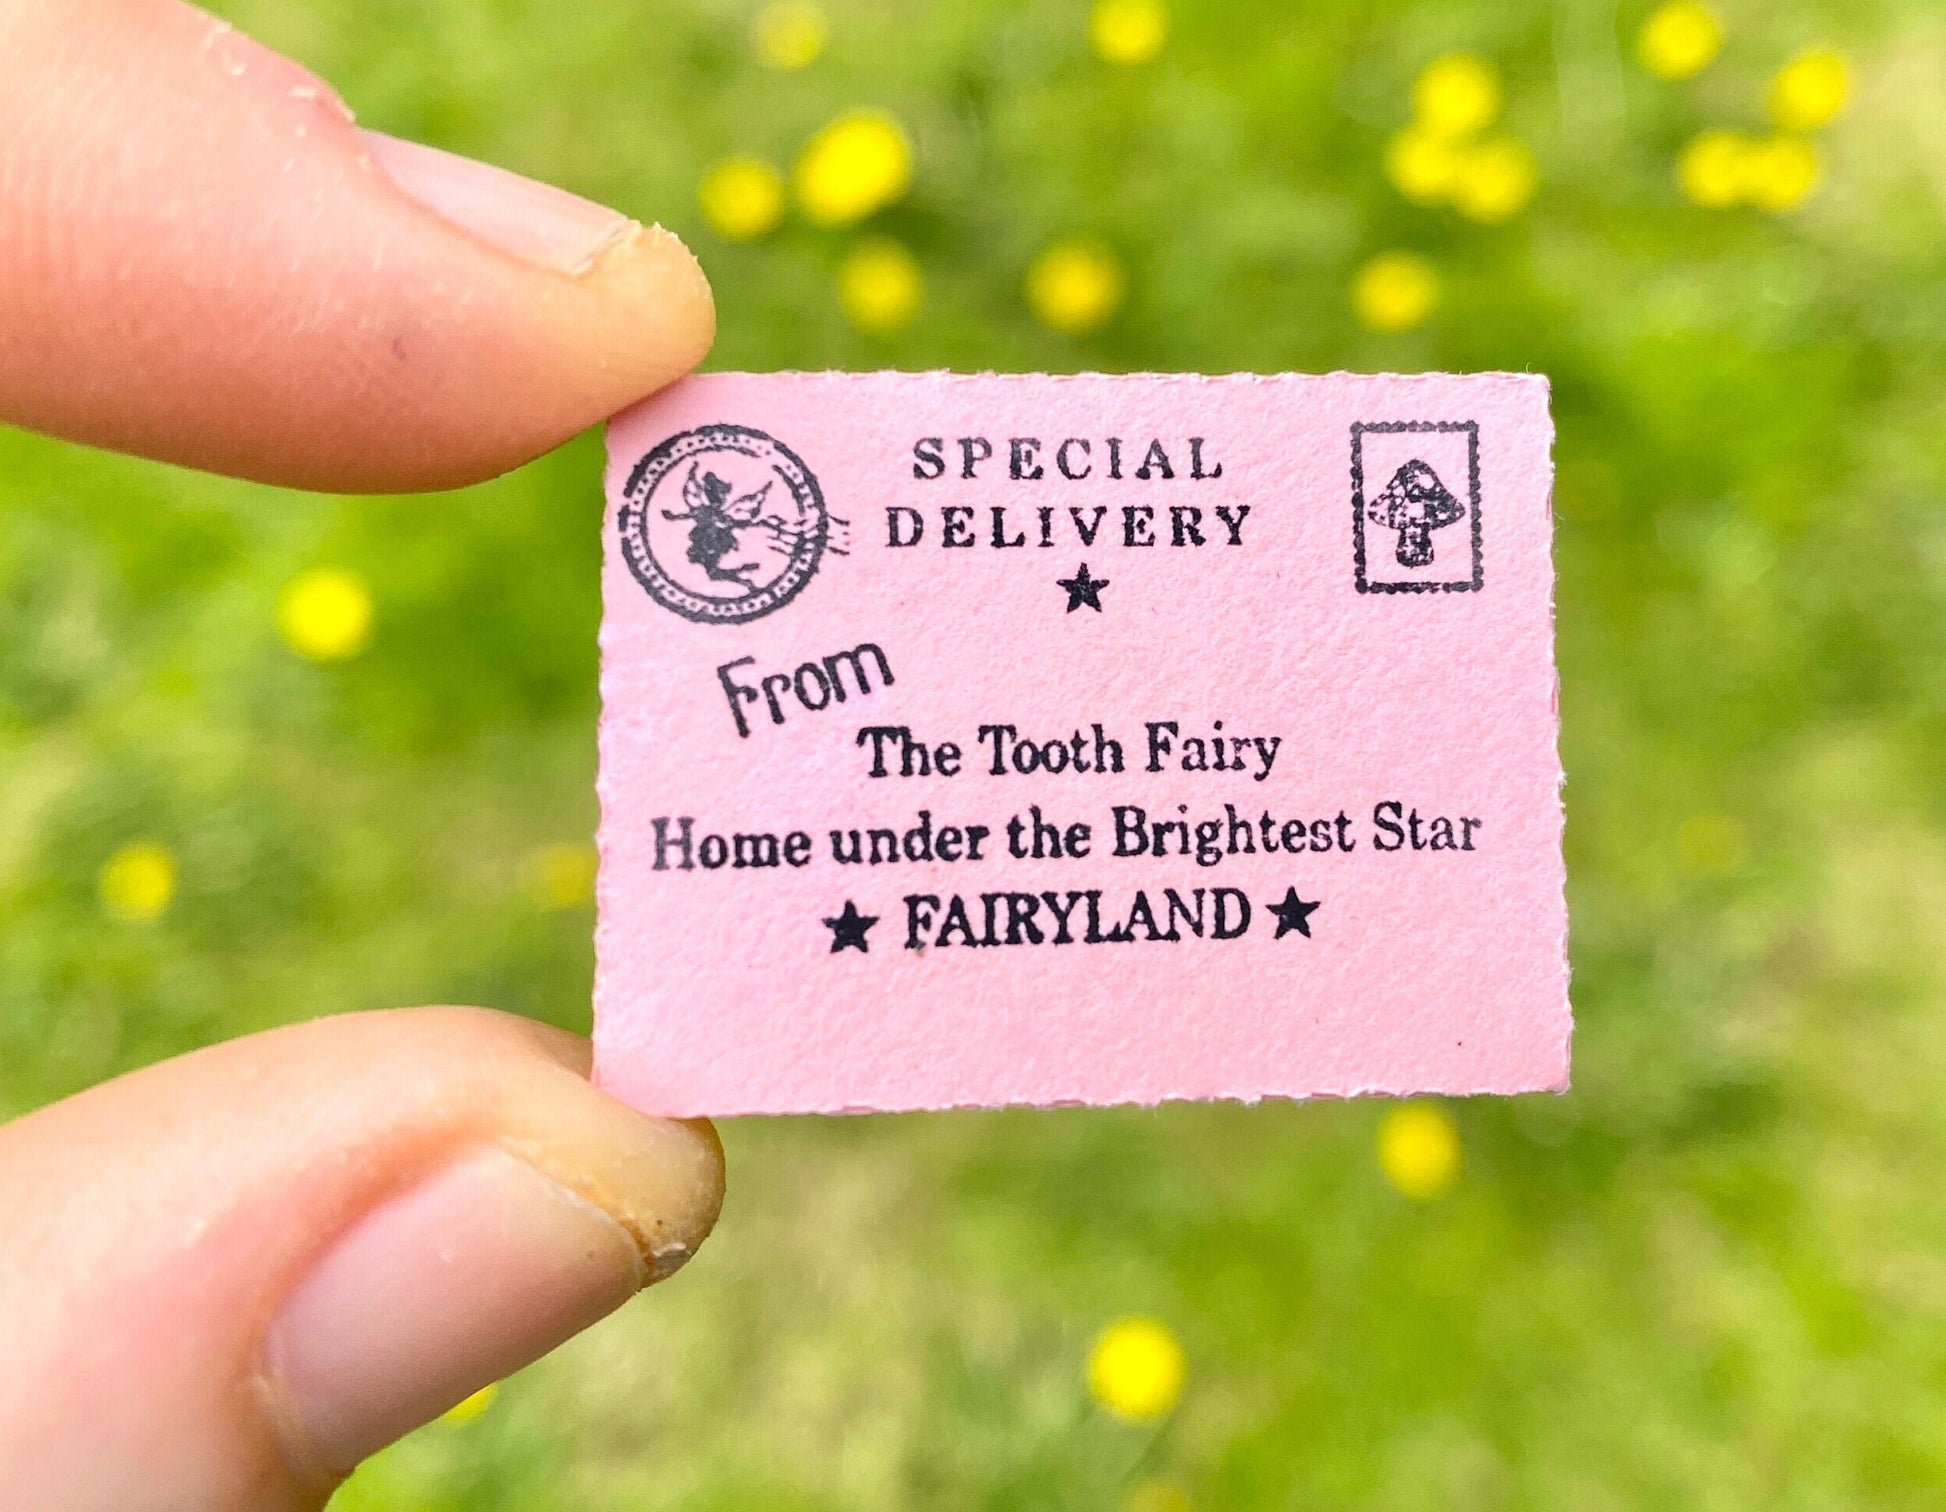 SPECIAL
DELIVERY
★
From
The Tooth Fairy
Home under the Brightest Star
★ FAIRYLAND ★